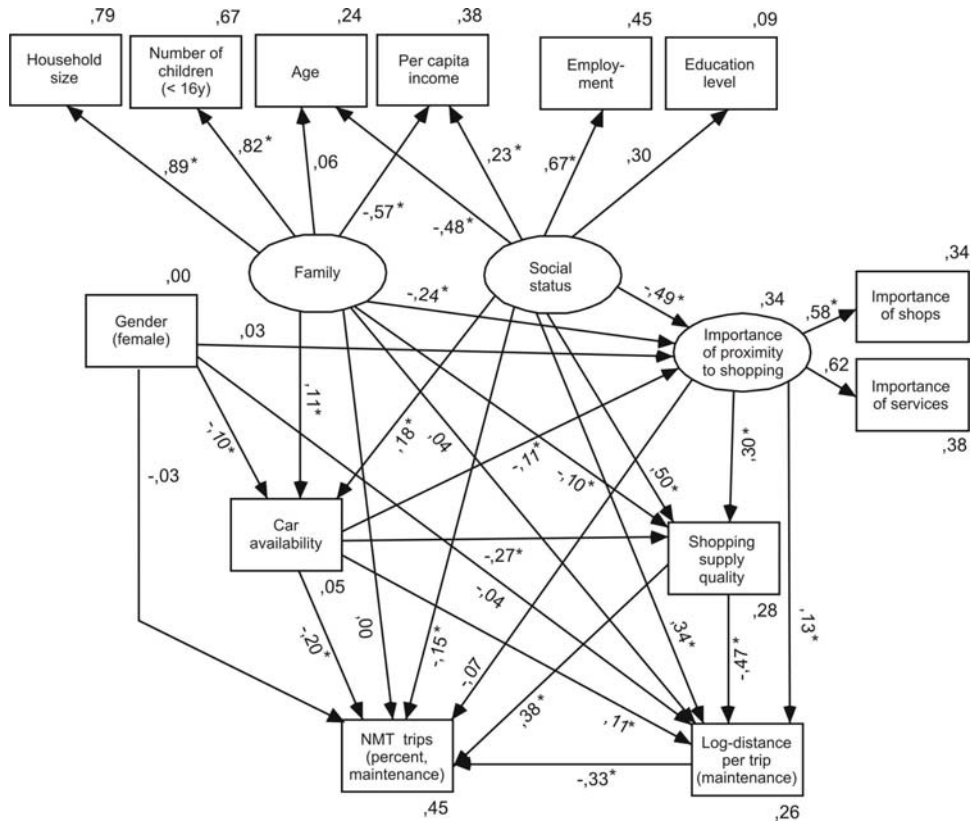 ,79
,67
,24
,38
,45
,09
Household
size
Number of
children
(< 16y)
Age
Per capita
income
Employ-
ment
Education
level
,89*
,82*
,06
-,57*
-,48*
,23*
,67*
,30
Family
Social
status
,00
Gender
(female)
,03
-,24*
-,49*
,34
Importance
of proximity
to shopping
,58*
,62
,34
Importance
of shops
Importance
of services
,38
-,03
-,10*
,11*
-,18*
,04
-,11*
-,10*
,50*
,30*
Car
availability
,05
-,27*
-,04
Shopping
supply
quality
,28
-,20*
,00
-,15*
-,07
,38*
,11*
,34*
-,47*
,13*
NMT trips
(percent,
maintenance)
,45
-,33*
Log-distance
per trip
(maintenance)
,26